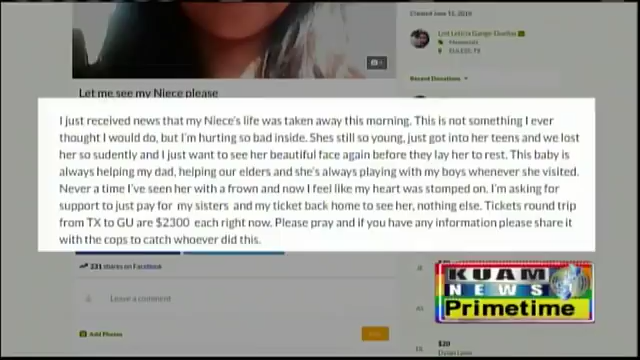 Created June 11, 2016
Let me see my Niece please
EULESS, TX
Recent Donations
I just received news that my Niece's life was taken away this morning. This is not something I ever
thought I would do, but I'm hurting so bad inside. Shes still so young, just got into her teens and we lost
her so sudently and I just want to see her beautiful face again before they lay her to rest. This baby is
always helping my dad, helping our elders and she's always playing with my boys whenever she visited.
Never a time I've seen her with a frown and now I feel like my heart was stomped on. I'm asking for
support to just pay for my sisters and my ticket back home to see her, nothing else. Tickets round trip
from TX to GU are $2300 each right now. Please pray and if you have any information please share it
with the cops to catch whoever did this.
231 shares on Facebook
Leave a comment
Add Photos
KUAM
NEWS
Primetime
$20